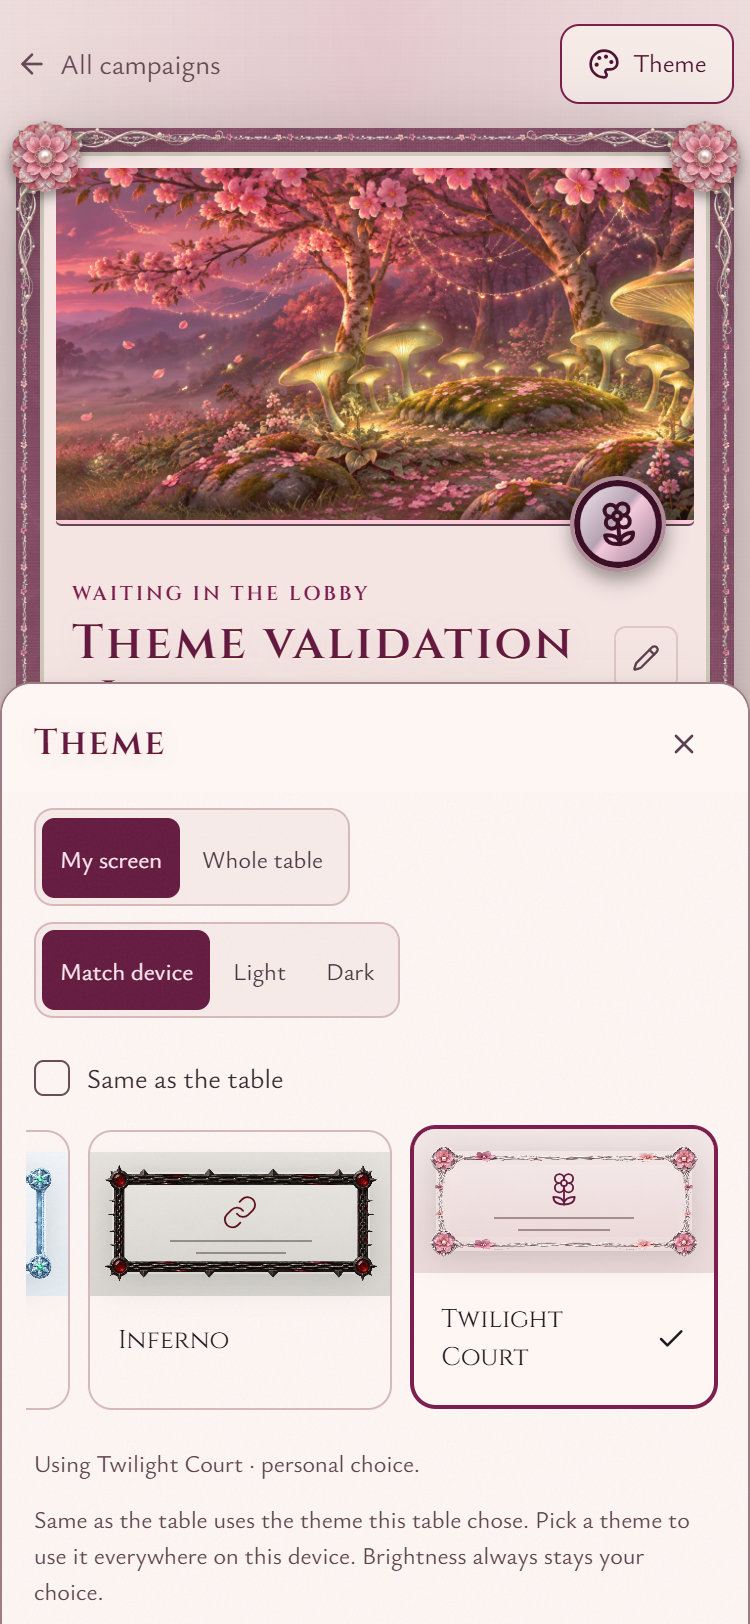 All campaigns
Theme
WAITING IN THE LOBBY
THEME VALIDATION
THEME
My screen
Whole table
Match device
Light
Dark
Same as the table
INFERNO
TWILIGHT
COURT
Using Twilight Court · personal choice.
Same as the table uses the theme this table chose. Pick a theme to
use it everywhere on this device. Brightness always stays your
choice.